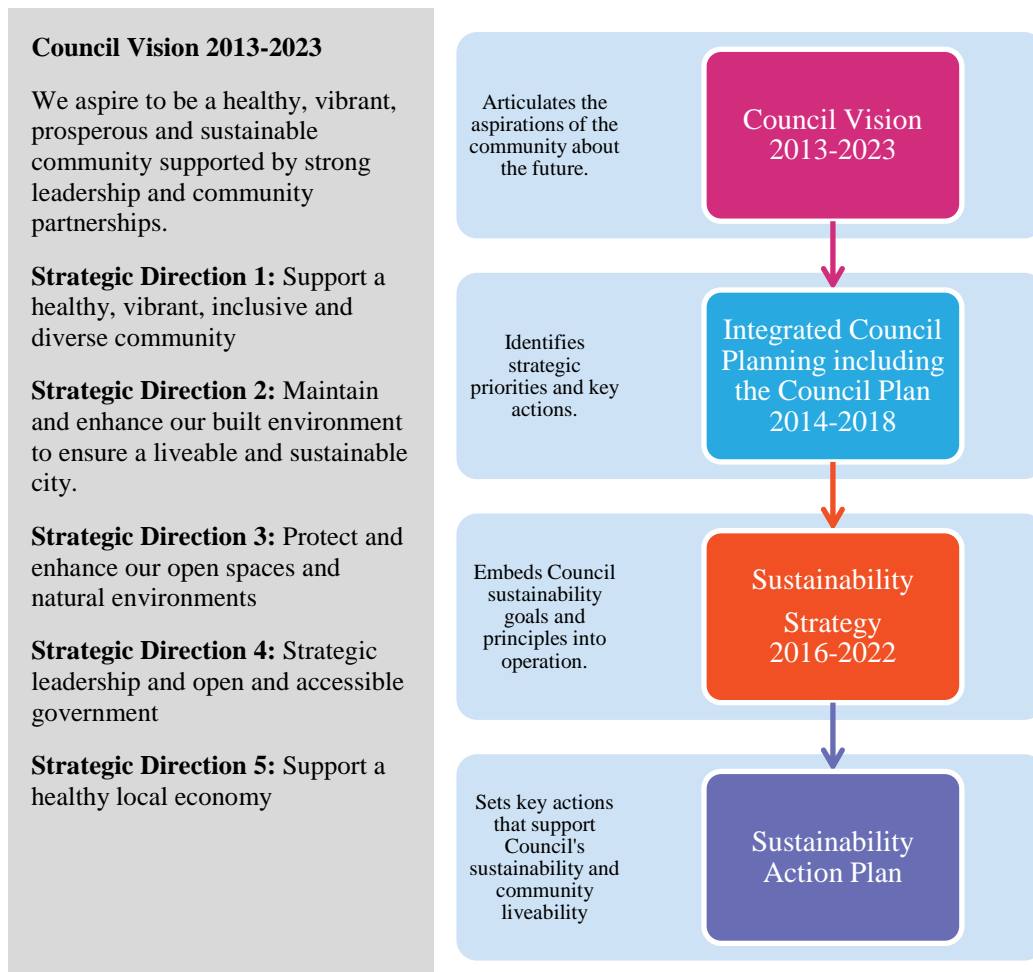 Council Vision 2013-2023
We aspire to be a healthy, vibrant,
prosperous and sustainable
community supported by strong
leadership and community
partnerships.
Strategic Direction 1: Support a
healthy, vibrant, inclusive and
diverse community
Strategic Direction 2: Maintain
and enhance our built environment
to ensure a liveable and sustainable
city.
Strategic Direction 3: Protect and
enhance our open spaces and
natural environments
Strategic Direction 4: Strategic
leadership and open and accessible
government
Strategic Direction 5: Support a
healthy local economy
Articulates the
aspirations of the
community about
the future.
Council Vision
2013-2023
Identifies
strategic
priorities and key
actions.
Integrated Council
Planning including
the Council Plan
2014-2018
Embeds Council
sustainability
goals and
principles into
operation.
Sustainability
Strategy
2016-2022
Sets key actions
that support
Council's
sustainability and
community
liveability
Sustainability
Action Plan